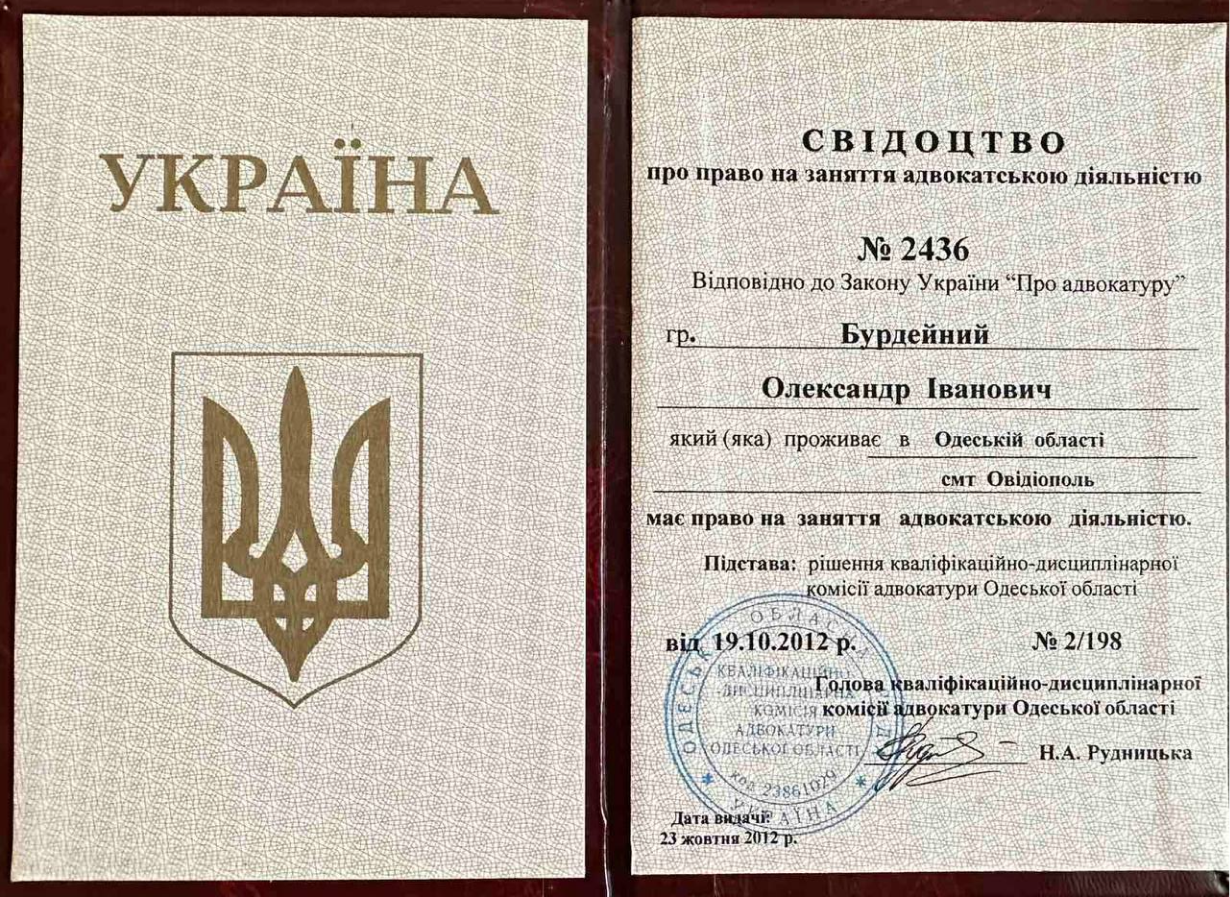 УКРАЇНА
СВІДОЦТВО
про право на заняття адвокатською діяльністю
№ 2436
Відповідно до Закону України “Про адвокатуру”
гр. Бурдейний
Олександр Іванович
який (яка) проживає в Одеській області
смт Овідіополь
має право на заняття адвокатською діяльністю.
Підстава: рішення кваліфікаційно-дисциплінарної
комісії адвокатури Одеської області
від 19.10.2012 р. № 2/198
Голова кваліфікаційно-дисциплінарної
комісії адвокатури Одеської області
Н.А. Рудницька
КВАЛІФІКАЦІЙНО
-ДИСЦИПЛІНАРНА
КОМІСІЯ
АДВОКАТУРИ
ОДЕСЬКОЇ ОБЛАСТІ
код 23861029
УКРАЇНА
Дата видачі:
23 жовтня 2012 р.